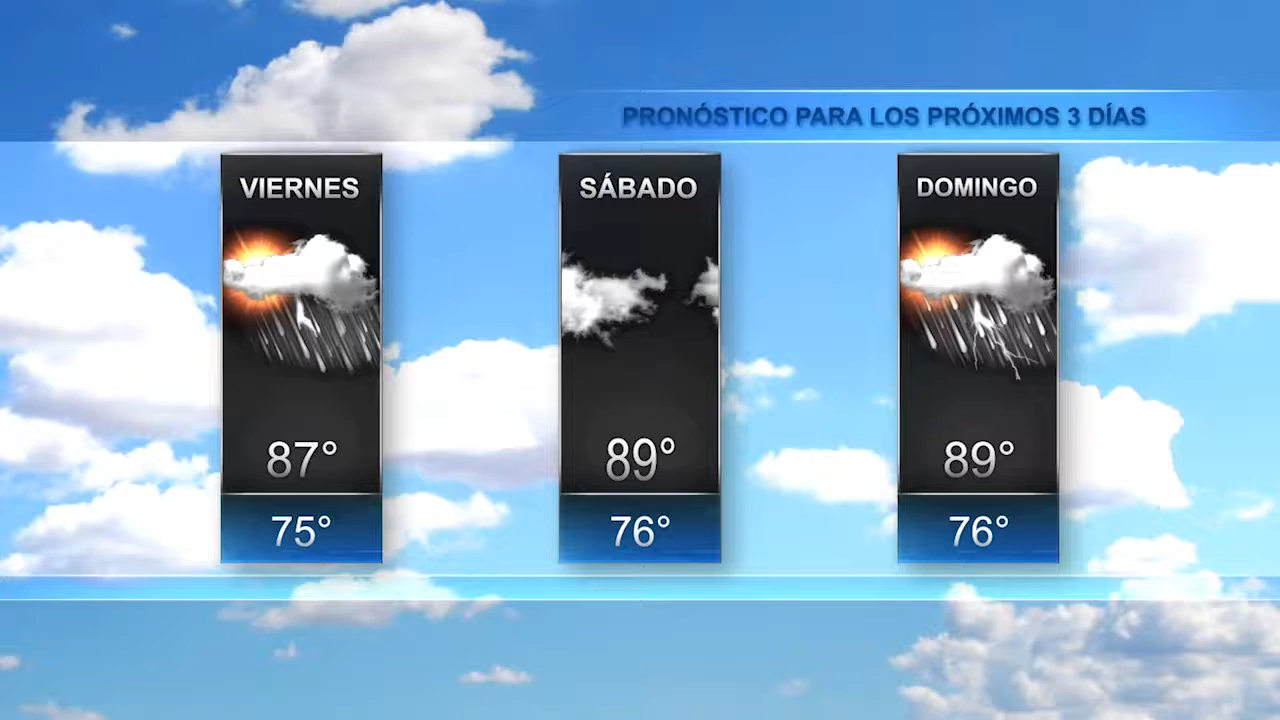 PRONÓSTICO PARA LOS PRÓXIMOS 3 DÍAS
VIERNES
87°
75°
SÁBADO
89°
76°
DOMINGO
89°
76°